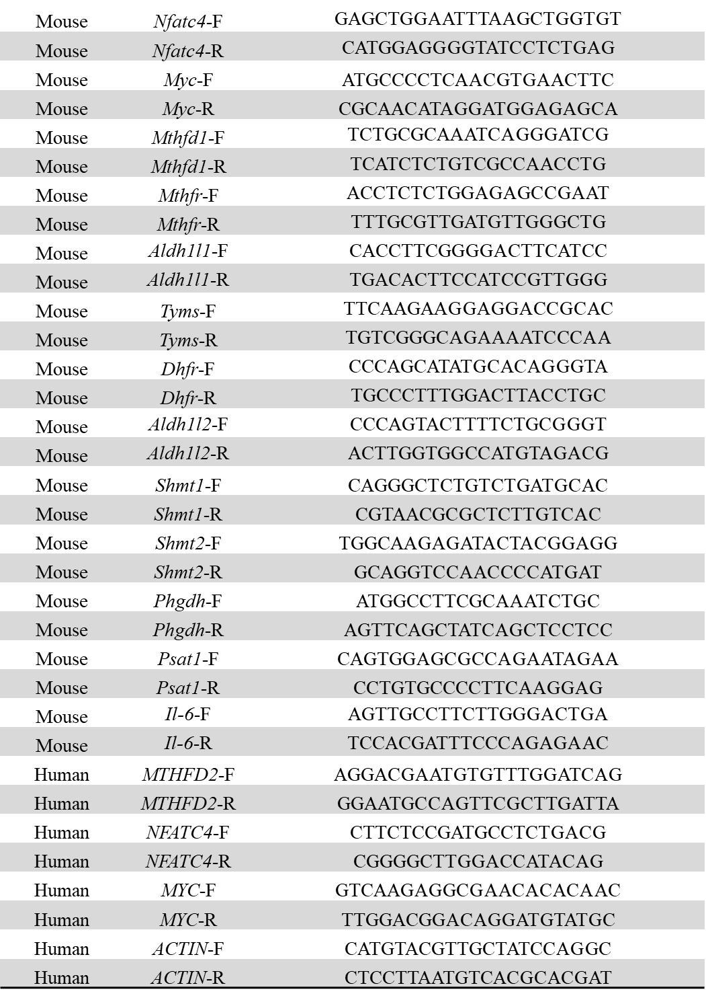 Mouse Nfatc4-F GAGCTGGAATTTAAGCTGGTGT
Mouse Nfatc4-R CATGGAGGGGTATCCTCTGAG
Mouse Myc-F ATGCCCCTCAACGTGAACTTC
Mouse Myc-R CGCAACATAGGATGGAGAGCA
Mouse Mthfd1-F TCTGCGCAAATCAGGGATCG
Mouse Mthfd1-R TCATCTCTGTCGCCAACCTG
Mouse Mthfr-F ACCTCTCTGGAGAGCCGAAT
Mouse Mthfr-R TTTGCGTTGATGTTGGGCTG
Mouse Aldh1l1-F CACCTTCGGGGACTTCATCC
Mouse Aldh1l1-R TGACACTTCCATCCGTTGGG
Mouse Tyms-F TTCAAGAAGGAGGACCGCAC
Mouse Tyms-R TGTCGGGCAGAAAATCCCAA
Mouse Dhfr-F CCCAGCATATGCACAGGGTA
Mouse Dhfr-R TGCCCTTTGGACTTACCTGC
Mouse Aldh1l2-F CCCAGTACTTTTCTGCGGGT
Mouse Aldh1l2-R ACTTGGTGGCCATGTAGACG
Mouse Shmt1-F CAGGGCTCTGTCTGATGCAC
Mouse Shmt1-R CGTAACGCGCTCTTGTCAC
Mouse Shmt2-F TGGCAAGAGATACTACGGAGG
Mouse Shmt2-R GCAGGTCCAACCCCATGAT
Mouse Phgdh-F ATGGCCTTCGCAAATCTGC
Mouse Phgdh-R AGTTCAGCTATCAGCTCCTCC
Mouse Psat1-F CAGTGGAGCGCCAGAATAGAA
Mouse Psat1-R CCTGTGCCCCTTCAAGGAG
Mouse Il-6-F AGTTGCCTTCTTGGGACTGA
Mouse Il-6-R TCCACGATTTCCCAGAGAAC
Human MTHFD2-F AGGACGAATGTGTTTGGATCAG
Human MTHFD2-R GGAATGCCAGTTCGCTTGATTA
Human NFATC4-F CTTCTCCGATGCCTCTGACG
Human NFATC4-R CGGGGCTTGGACCATACAG
Human MYC-F GTCAAGAGGCGAACACACAAC
Human MYC-R TTGGACGGACAGGATGTATGC
Human ACTIN-F CATGTACGTTGCTATCCAGGC
Human ACTIN-R CTCCTTAATGTCACGCACGAT